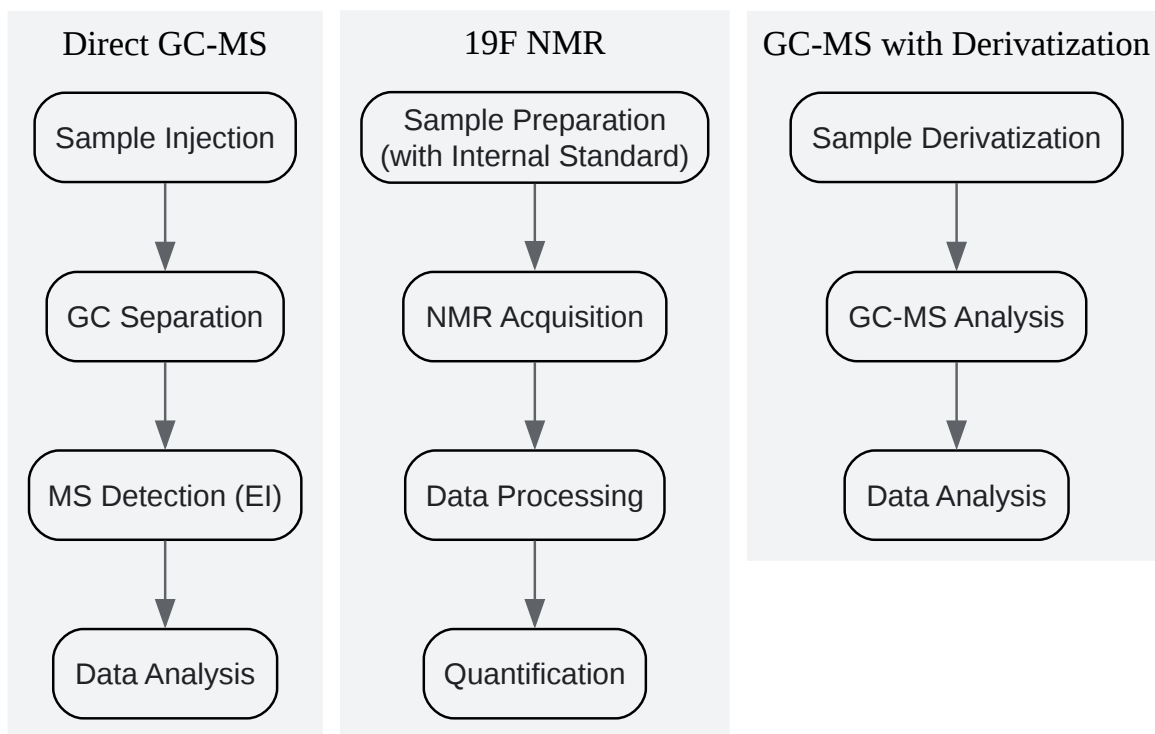 Direct GC-MS
Sample Injection
GC Separation
MS Detection (EI)
Data Analysis
19F NMR
Sample Preparation
(with Internal Standard)
NMR Acquisition
Data Processing
Quantification
GC-MS with Derivatization
Sample Derivatization
GC-MS Analysis
Data Analysis